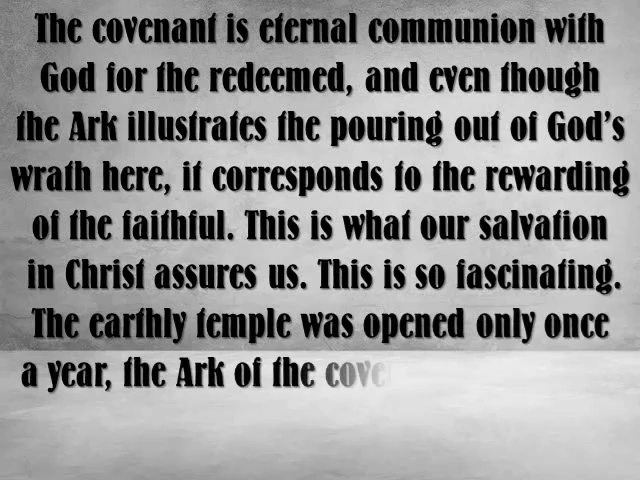 The covenant is eternal communion with
God for the redeemed, and even though
the Ark illustrates the pouring out of God's
wrath here, it corresponds to the rewarding
of the faithful. This is what our salvation
in Christ assures us. This is so fascinating.
The earthly temple was opened only once
a year, the Ark of the cove